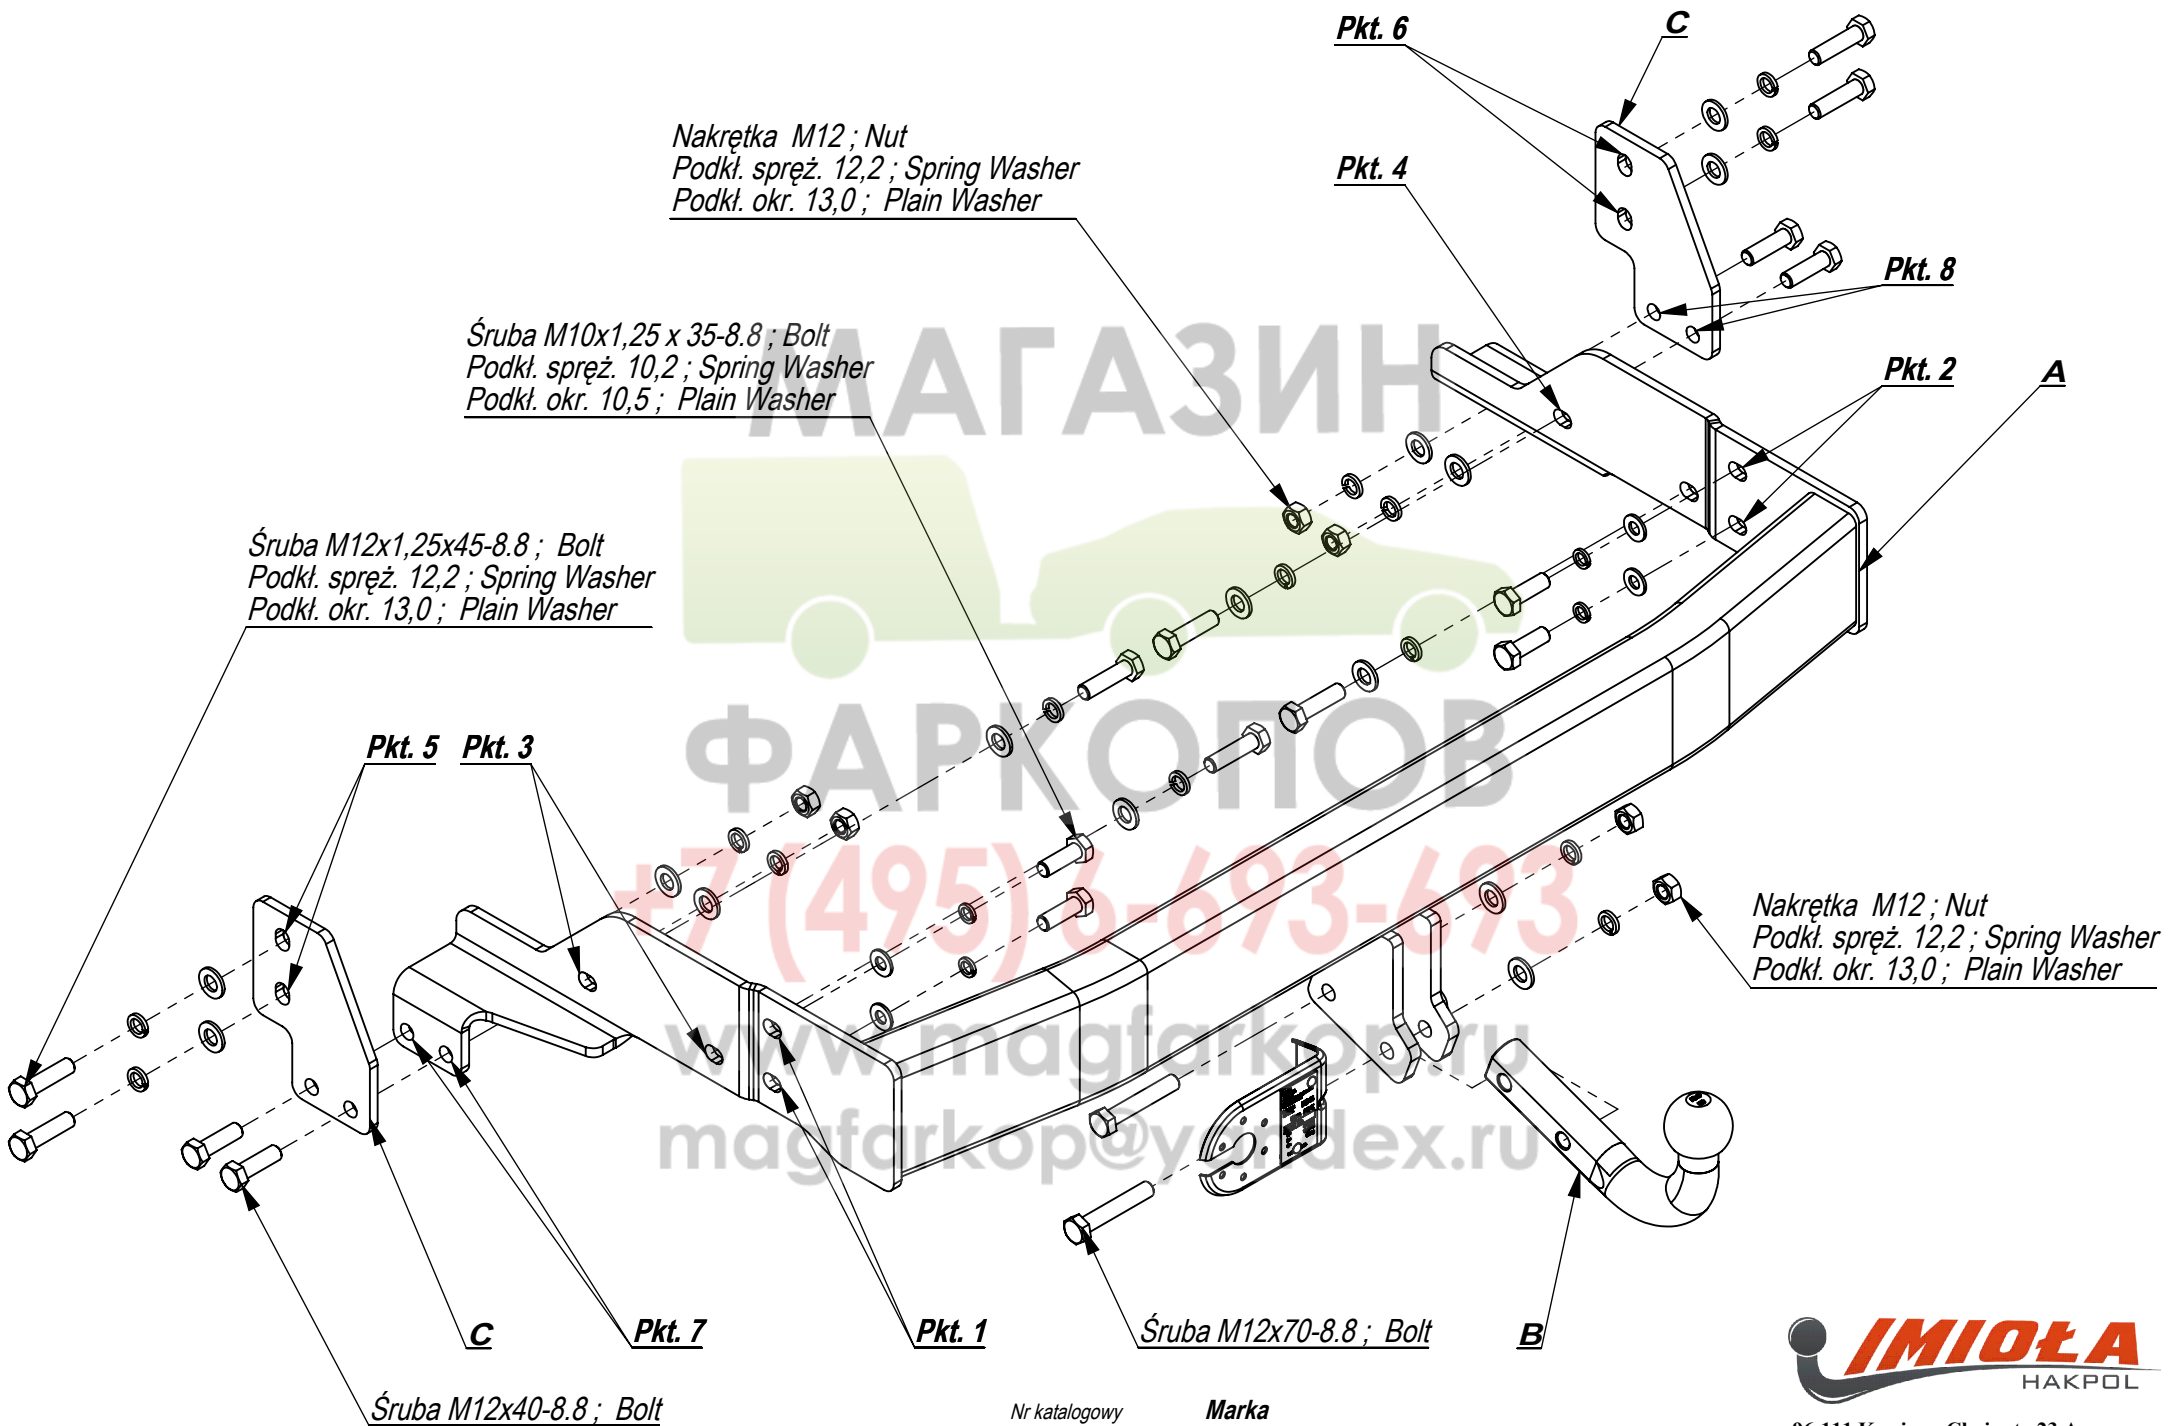 Pkt. 6
C
Nakrętka M12 ; Nut
Podkł. spręż. 12,2 ; Spring Washer
Podkł. okr. 13,0 ; Plain Washer
Pkt. 4
Pkt. 8
Śruba M10x1,25 x 35-8.8 ; Bolt
Podkł. spręż. 10,2 ; Spring Washer
Podkł. okr. 10,5 ; Plain Washer
Pkt. 2
A
МАГАЗИН
Śruba M12x1,25x45-8.8 ; Bolt
Podkł. spręż. 12,2 ; Spring Washer
Podkł. okr. 13,0 ; Plain Washer
ФАРКОПОВ
Pkt. 5
Pkt. 3
+7 (495) 6-693-693
Nakrętka M12 ; Nut
Podkł. spręż. 12,2 ; Spring Washer
Podkł. okr. 13,0 ; Plain Washer
www.magfarkop.ru
magfarkop@yandex.ru
C
Pkt. 7
Pkt. 1
Śruba M12x70-8.8 ; Bolt
B
IMIOŁA
HAKPOL
Śruba M12x40-8.8 ; Bolt
Nr katalogowy
Marka